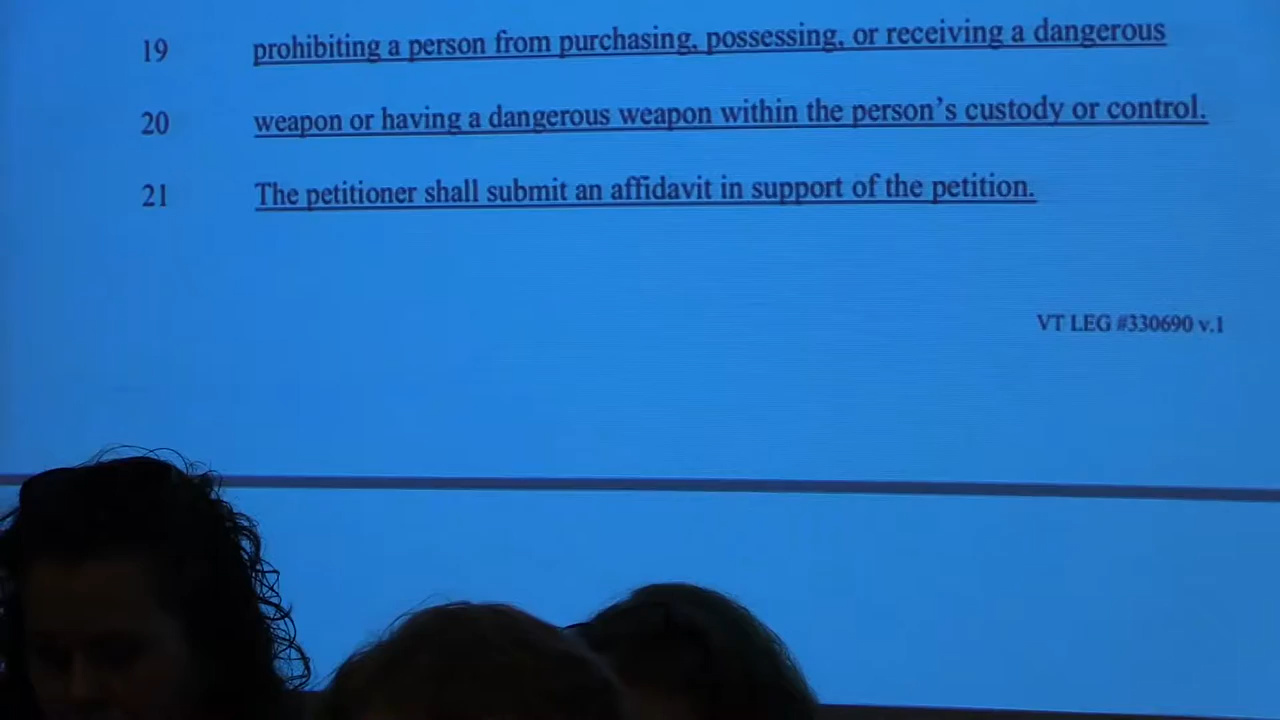 19 prohibiting a person from purchasing, possessing, or receiving a dangerous
20 weapon or having a dangerous weapon within the person’s custody or control.
21 The petitioner shall submit an affidavit in support of the petition.
VT LEG #330690 v.1